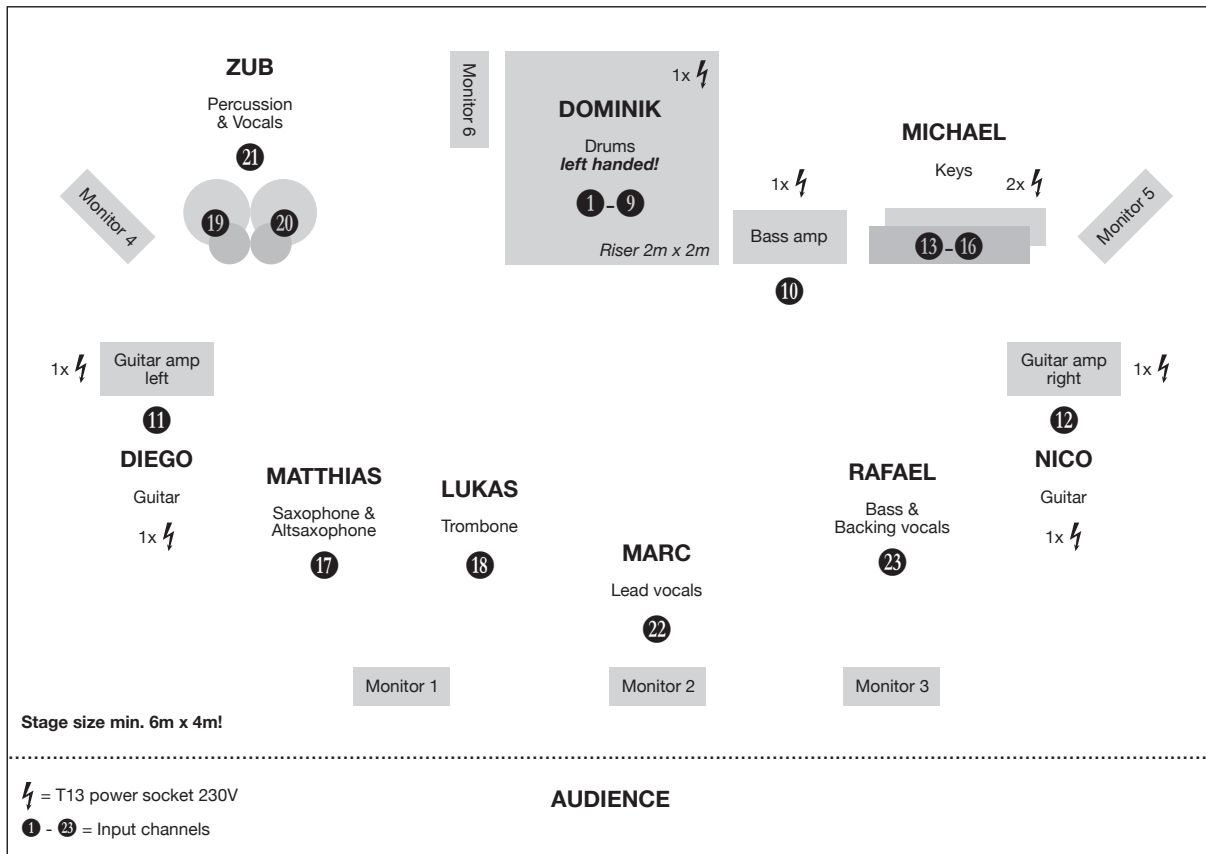 ZUB
Percussion
& Vocals
21
19
20
Monitor 4
Monitor 6
1x
DOMINIK
Drums
left handed!
1 - 9
Riser 2m x 2m
1x
Bass amp
10
MICHAEL
Keys
2x
13 - 16
Monitor 5
1x
Guitar amp
left
11
DIEGO
Guitar
1x
MATTHIAS
Saxophone &
Altsaxophone
17
LUKAS
Trombone
18
MARC
Lead vocals
22
RAFAEL
Bass &
Backing vocals
23
Guitar amp
right
1x
12
NICO
Guitar
1x
Monitor 1
Monitor 2
Monitor 3
Stage size min. 6m x 4m!
= T13 power socket 230V
1 - 23 = Input channels
AUDIENCE